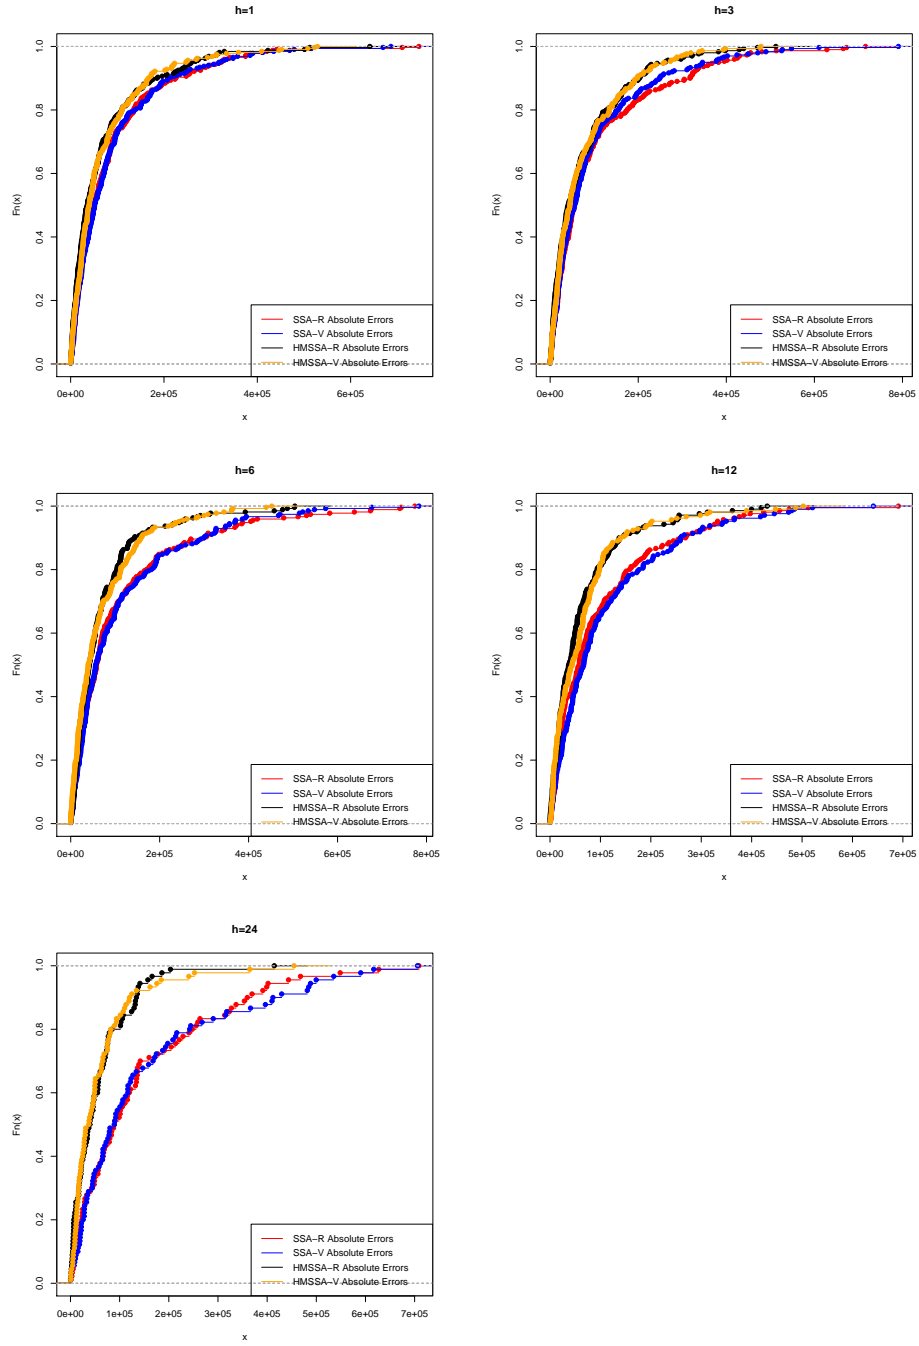 h=1
Fn(x)
1.0
0.8
0.6
0.4
0.2
0.0
SSA−R Absolute Errors
SSA−V Absolute Errors
HMSSA−R Absolute Errors
HMSSA−V Absolute Errors
0e+00 2e+05 4e+05 6e+05
x
h=3
Fn(x)
1.0
0.8
0.6
0.4
0.2
0.0
SSA−R Absolute Errors
SSA−V Absolute Errors
HMSSA−R Absolute Errors
HMSSA−V Absolute Errors
0e+00 2e+05 4e+05 6e+05 8e+05
x
h=6
Fn(x)
1.0
0.8
0.6
0.4
0.2
0.0
SSA−R Absolute Errors
SSA−V Absolute Errors
HMSSA−R Absolute Errors
HMSSA−V Absolute Errors
0e+00 2e+05 4e+05 6e+05 8e+05
x
h=12
Fn(x)
1.0
0.8
0.6
0.4
0.2
0.0
SSA−R Absolute Errors
SSA−V Absolute Errors
HMSSA−R Absolute Errors
HMSSA−V Absolute Errors
0e+00 1e+05 2e+05 3e+05 4e+05 5e+05 6e+05 7e+05
x
h=24
Fn(x)
1.0
0.8
0.6
0.4
0.2
0.0
SSA−R Absolute Errors
SSA−V Absolute Errors
HMSSA−R Absolute Errors
HMSSA−V Absolute Errors
0e+00 1e+05 2e+05 3e+05 4e+05 5e+05 6e+05 7e+05
x